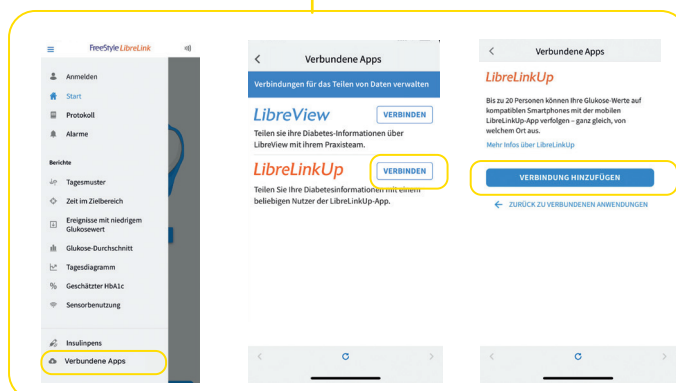 FreeStyle LibreLink
Anmelden
Start
Protokoll
Alarme
Berichte
Tagesmuster
Zeit im Zielbereich
Ereignisse mit niedrigem
Glukosewert
Glukose-Durchschnitt
Tagesdiagramm
% Geschätzter HbA1c
Sensorbenutzung
Insulinpens
Verbundene Apps
Verbundene Apps
Verbindungen für das Teilen von Daten verwalten
LibreView VERBINDEN
Teilen sie ihre Diabetes-Informationen über
LibreView mit ihrem Praxisteam.
LibreLinkUp VERBINDEN
Teilen Sie Ihre Diabetesinformationen mit einem
beliebigen Nutzer der LibreLinkUp-App.
Verbundene Apps
LibreLinkUp
Bis zu 20 Personen können Ihre Glukose-Werte auf
kompatiblen Smartphones mit der mobilen
LibreLinkUp-App verfolgen – ganz gleich, von
welchem Ort aus.
Mehr Infos über LibreLinkUp
VERBINDUNG HINZUFÜGEN
ZURÜCK ZU VERBUNDENEN ANWENDUNGEN